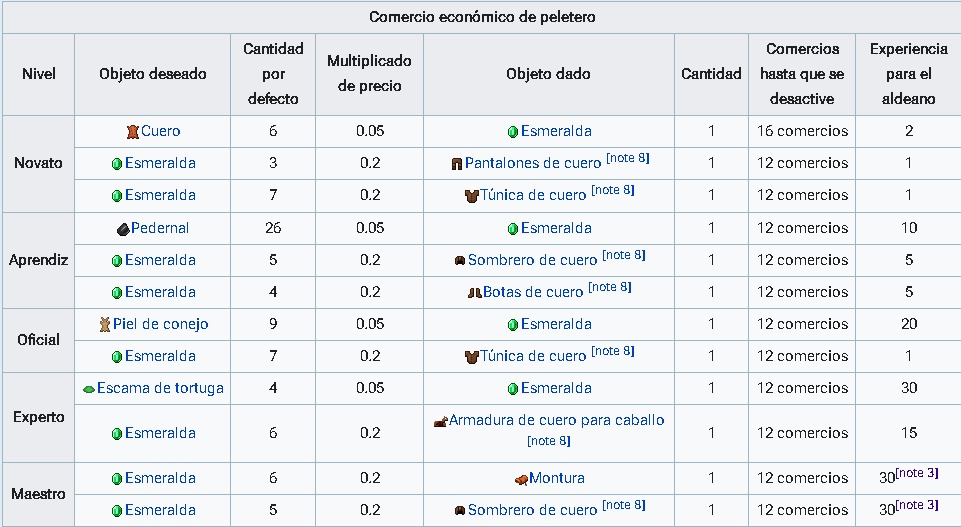 Comercio económico de peletero
Nivel Objeto deseado Cantidad por defecto Multiplicado de precio Objeto dado Cantidad Comercios hasta que se desactive Experiencia para el aldeano
Novato Cuero 6 0.05 Esmeralda 1 16 comercios 2
Esmeralda 3 0.2 Pantalones de cuero [note 8] 1 12 comercios 1
Esmeralda 7 0.2 Túnica de cuero [note 8] 1 12 comercios 1
Aprendiz Pedernal 26 0.05 Esmeralda 1 12 comercios 10
Esmeralda 5 0.2 Sombrero de cuero [note 8] 1 12 comercios 5
Esmeralda 4 0.2 Botas de cuero [note 8] 1 12 comercios 5
Oficial Piel de conejo 9 0.05 Esmeralda 1 12 comercios 20
Esmeralda 7 0.2 Túnica de cuero [note 8] 1 12 comercios 1
Experto Escama de tortuga 4 0.05 Esmeralda 1 12 comercios 30
Esmeralda 6 0.2 Armadura de cuero para caballo [note 8] 1 12 comercios 15
Maestro Esmeralda 6 0.2 Montura 1 12 comercios 30[note 3]
Esmeralda 5 0.2 Sombrero de cuero [note 8] 1 12 comercios 30[note 3]